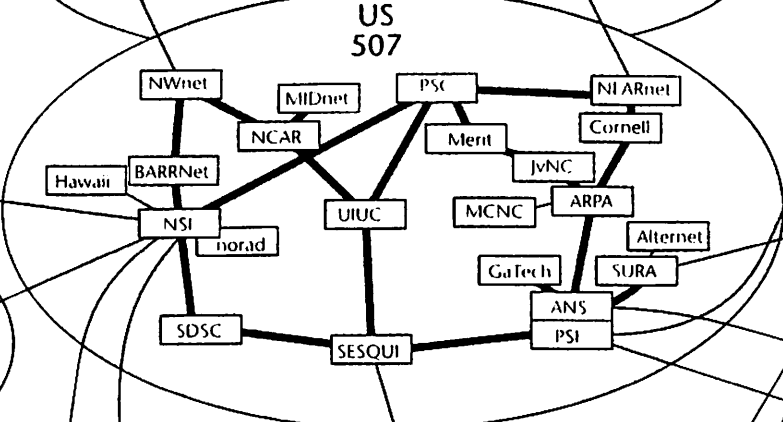 US
507
NWnet
MIDnet
PSC
NEARnet
NCAR
Merit
Cornell
Hawaii
BARRNet
JvNC
NSI
UIUC
MCNC
ARPA
norad
Alternet
GaTech
SURA
ANS
SDSC
SESQUI
PSI